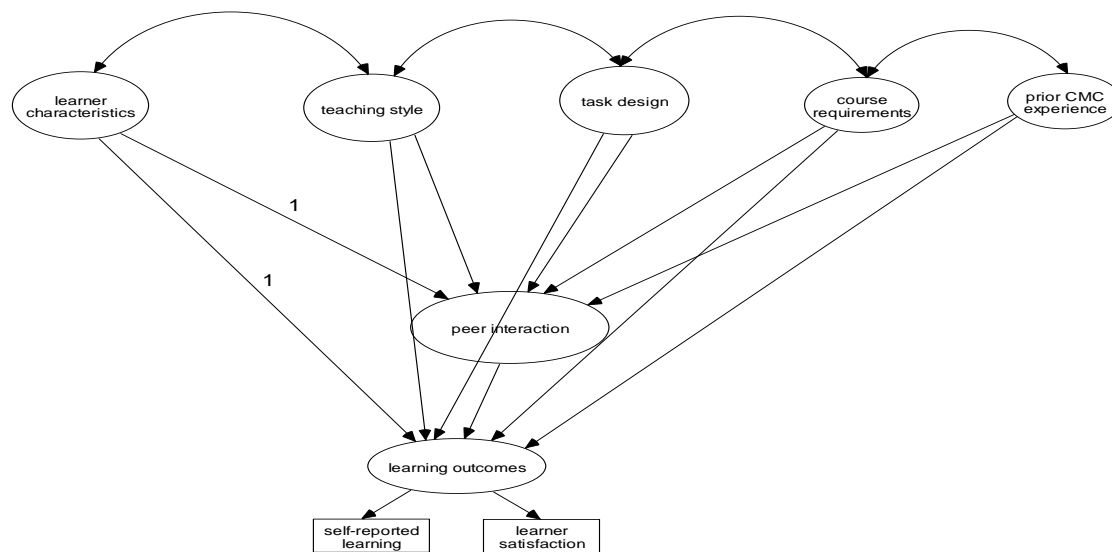 learner
characteristics
teaching style
task design
course
requirements
prior CMC
experience
1
1
peer interaction
learning outcomes
self-reported
learning
learner
satisfaction